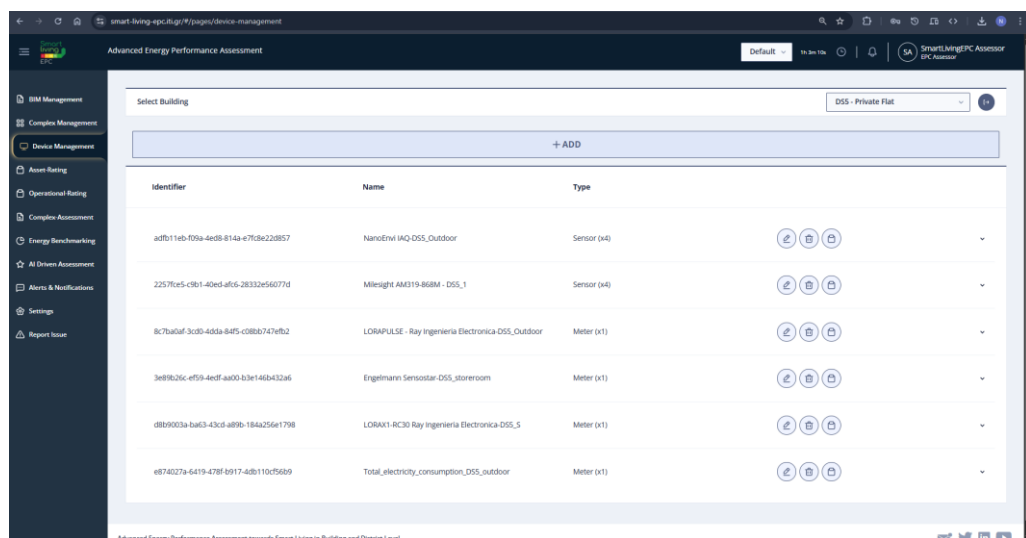 smart-living-epc.iti.gr/#/pages/device-management
Smart living EPC
Advanced Energy Performance Assessment
Default
1h 3m 10s
SA
SmartLivingEPC Assessor
EPC Assessor
BIM Management
Complex Management
Device Management
Asset-Rating
Operational-Rating
Complex-Assessment
Energy Benchmarking
AI Driven Assessment
Alerts & Notifications
Settings
Report Issue
Select Building
DS5 - Private Flat
+ ADD
Identifier Name Type
adfb11eb-f09a-4ed8-814a-e7fc8e22d857 NanoEnvi IAQ-DS5_Outdoor Sensor (x4)
2257fce5-c9b1-40ed-afc6-28332e56077d Milesight AM319-868M - DS5_1 Sensor (x4)
8c7ba0af-3cd0-4dda-84f5-c08bb747efb2 LORAPULSE - Ray Ingenieria Electronica-DS5_Outdoor Meter (x1)
3e89b26c-ef59-4edf-aa00-b3e146b432a6 Engelmann Sensostar-DS5_storeroom Meter (x1)
d8b9003a-ba63-43cd-a89b-184a256e1798 LORAX1-RC30 Ray Ingenieria Electronica-DS5_S Meter (x1)
e874027a-6419-478f-b917-4db110cf56b9 Total_electricity_consumption_DS5_outdoor Meter (x1)
Advanced Energy Performance Assessment towards Smart Living in Building and District Level